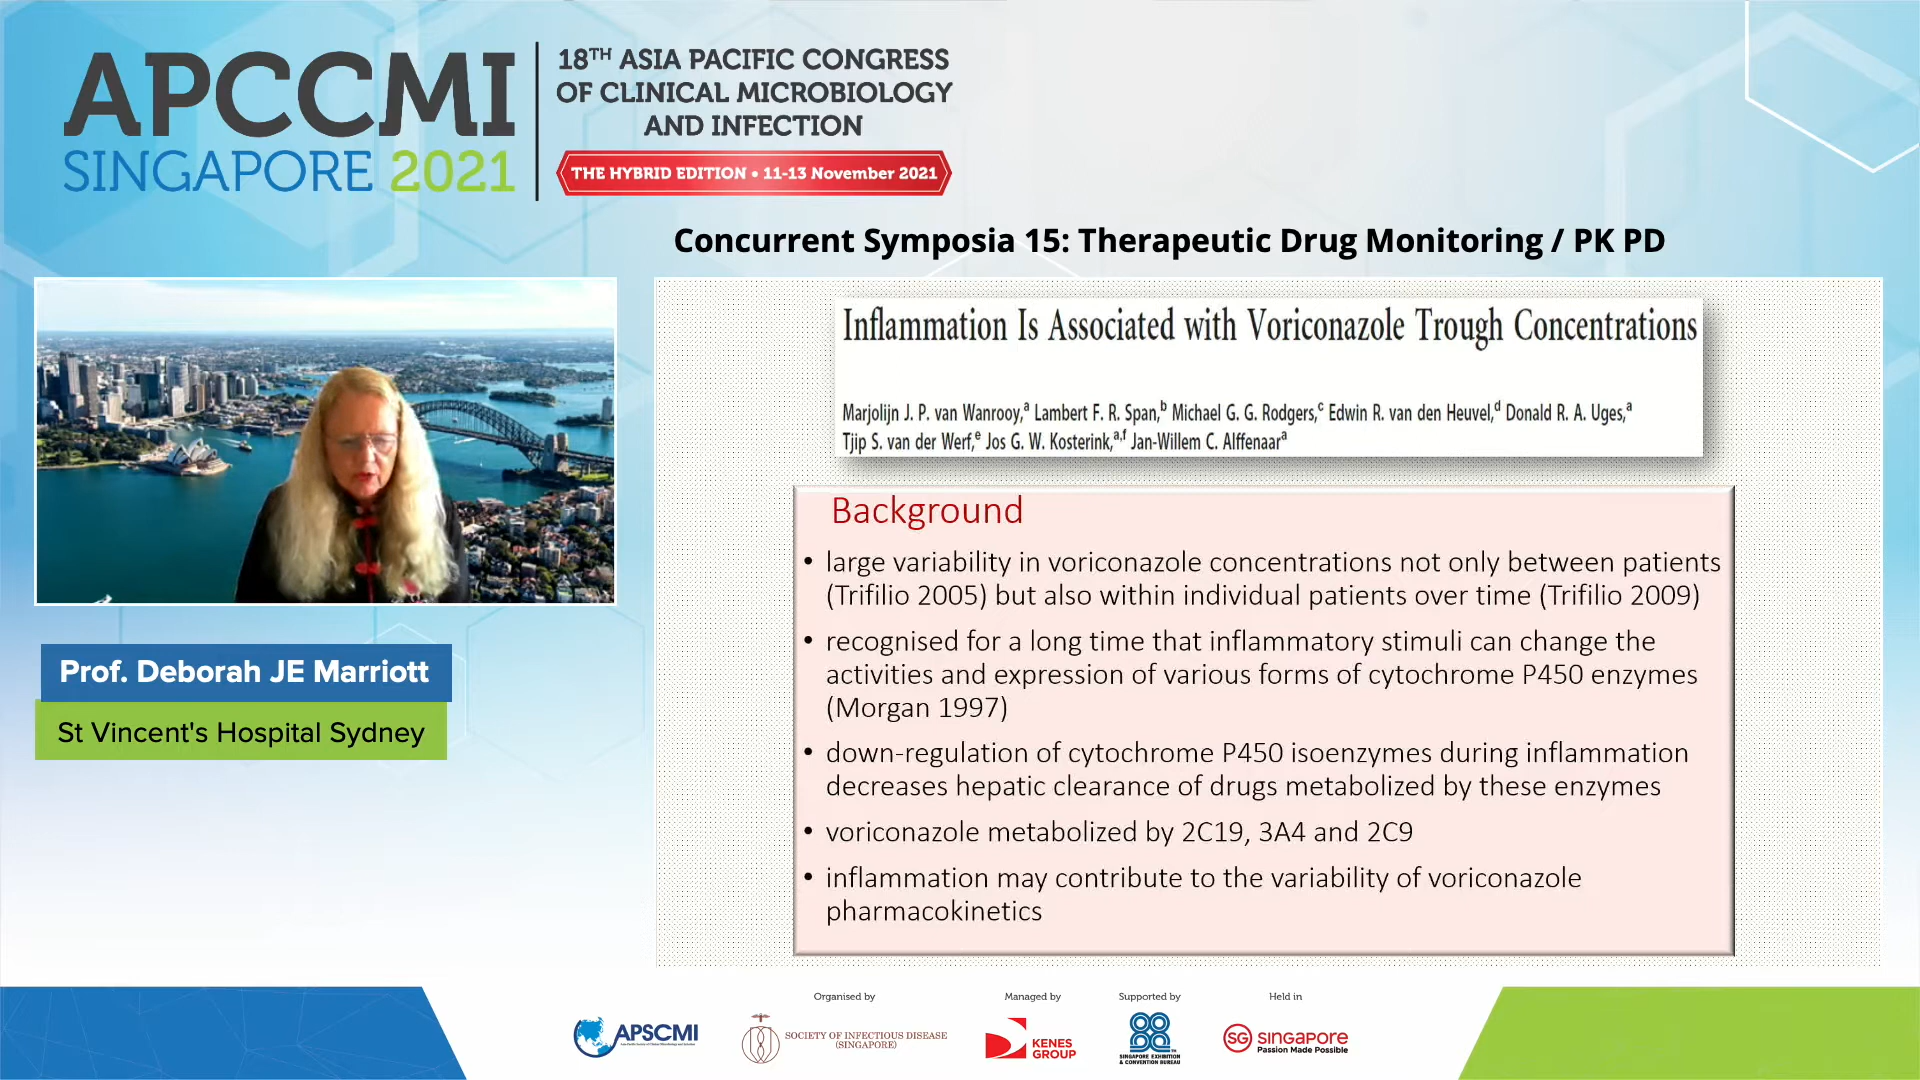 APCCMI
SINGAPORE 2021
18TH ASIA PACIFIC CONGRESS
OF CLINICAL MICROBIOLOGY
AND INFECTION
THE HYBRID EDITION • 11-13 November 2021
Concurrent Symposia 15: Therapeutic Drug Monitoring / PK PD
Inflammation Is Associated with Voriconazole Trough Concentrations
Marjolijn J. P. van Wanrooy,a Lambert F. R. Span,b Michael G. G. Rodgers,c Edwin R. van den Heuvel,d Donald R. A. Uges,a
Tjip S. van der Werf,e Jos G. W. Kosterink,a,f Jan-Willem C. Alffenaara
Background
• large variability in voriconazole concentrations not only between patients
(Trifilio 2005) but also within individual patients over time (Trifilio 2009)
• recognised for a long time that inflammatory stimuli can change the
activities and expression of various forms of cytochrome P450 enzymes
(Morgan 1997)
• down-regulation of cytochrome P450 isoenzymes during inflammation
decreases hepatic clearance of drugs metabolized by these enzymes
• voriconazole metabolized by 2C19, 3A4 and 2C9
• inflammation may contribute to the variability of voriconazole
pharmacokinetics
Prof. Deborah JE Marriott
St Vincent's Hospital Sydney
Organised by
Managed by
Supported by
Held in
APSCMI
SOCIETY OF INFECTIOUS DISEASE
(SINGAPORE)
KENES
GROUP
SINGAPORE EXHIBITION
& CONVENTION BUREAU
SG
SINGAPORE
Passion Made Possible